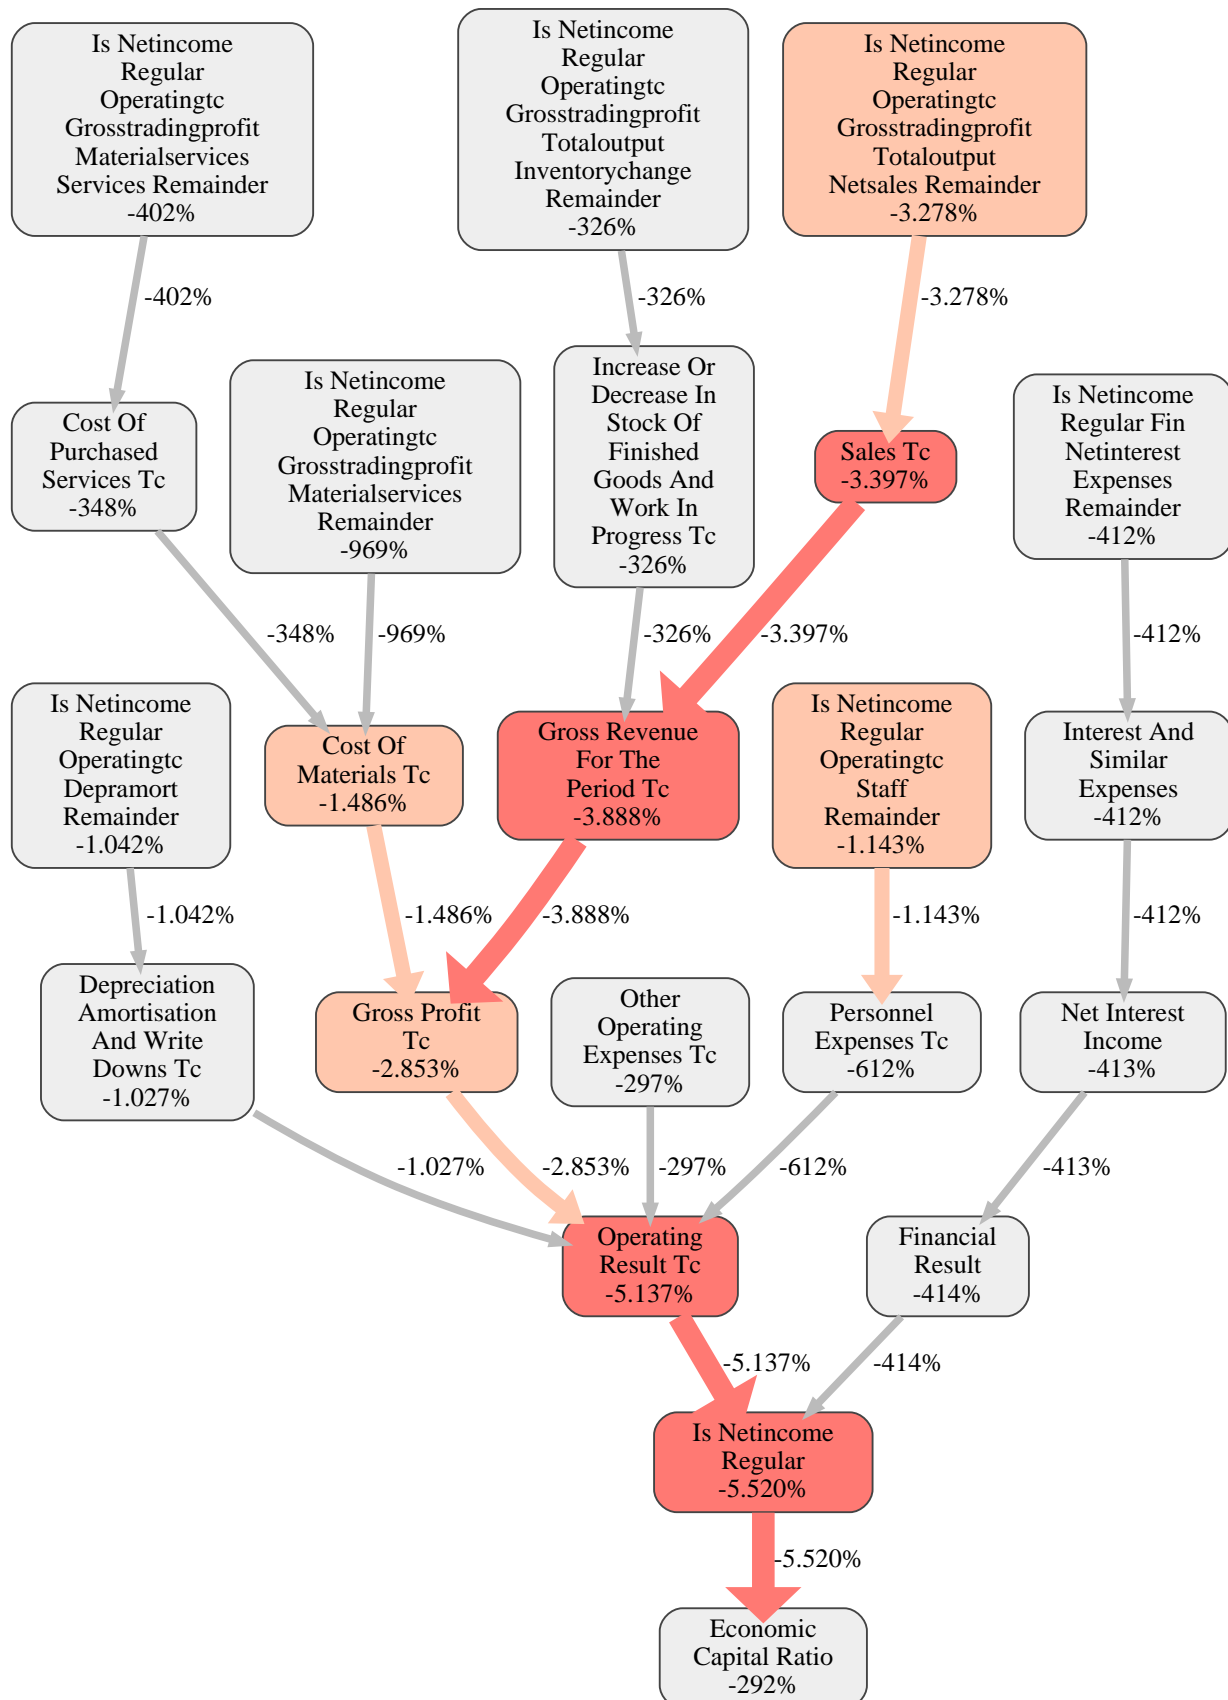 Is Netincome
Regular
Operatingtc
Grosstradingprofit
Materialservices
Services Remainder
-402%
Is Netincome
Regular
Operatingtc
Grosstradingprofit
Totaloutput
Inventorychange
Remainder
-326%
Is Netincome
Regular
Operatingtc
Grosstradingprofit
Totaloutput
Netsales Remainder
-3.278%
-402%
-326%
-3.278%
Cost Of
Purchased
Services Tc
-348%
Is Netincome
Regular
Operatingtc
Grosstradingprofit
Materialservices
Remainder
-969%
Increase Or
Decrease In
Stock Of
Finished
Goods And
Work In
Progress Tc
-326%
Sales Tc
-3.397%
Is Netincome
Regular Fin
Netinterest
Expenses
Remainder
-412%
-348%
-969%
-326%
-3.397%
-412%
Is Netincome
Regular
Operatingtc
Depramort
Remainder
-1.042%
Cost Of
Materials Tc
-1.486%
Gross Revenue
For The
Period Tc
-3.888%
Is Netincome
Regular
Operatingtc
Staff
Remainder
-1.143%
Interest And
Similar
Expenses
-412%
-1.042%
-1.486%
-3.888%
-1.143%
-412%
Depreciation
Amortisation
And Write
Downs Tc
-1.027%
Gross Profit
Tc
-2.853%
Other
Operating
Expenses Tc
-297%
Personnel
Expenses Tc
-612%
Net Interest
Income
-413%
-1.027%
-2.853%
-297%
-612%
-413%
Operating
Result Tc
-5.137%
Financial
Result
-414%
-5.137%
-414%
Is Netincome
Regular
-5.520%
-5.520%
Economic
Capital Ratio
-292%